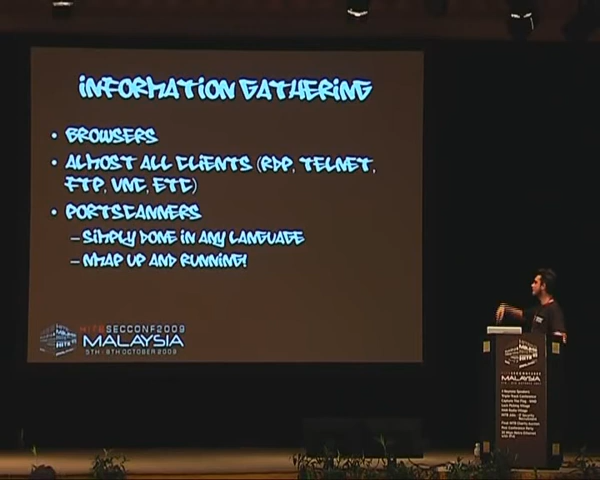 INFORMATION GATHERING
• BROWSERS
• ALMOST ALL CLIENTS (RDP, TELNET,
FTP, VNC, ETC)
• PORTSCANNERS
– SIMPLY DONE IN ANY LANGUAGE
– NMAP UP AND RUNNING!
HITBSECCONF2009
MALAYSIA
5TH - 8TH OCTOBER 2009
MALAYSIA